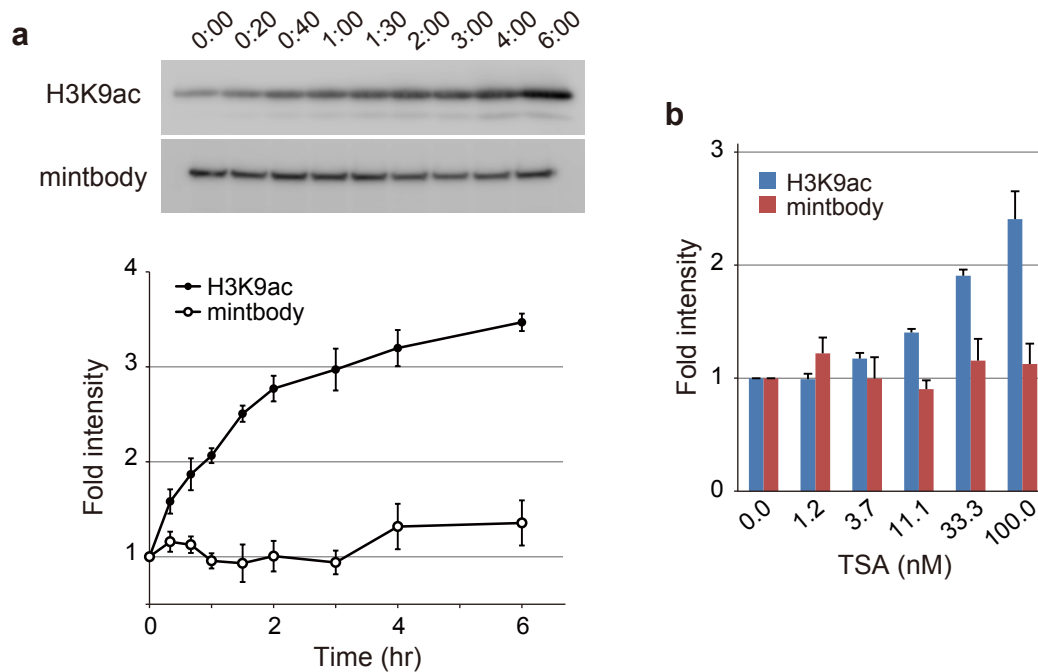 a
0:00 0:20 0:40 1:00 1:30 2:00 3:00 4:00 6:00
H3K9ac
mintbody
4
3
2
1
Fold intensity
H3K9ac
mintbody
0 2 4 6
Time (hr)
b
3
2
1
0
Fold intensity
H3K9ac
mintbody
0.0 1.2 3.7 11.1 33.3 100.0
TSA (nM)